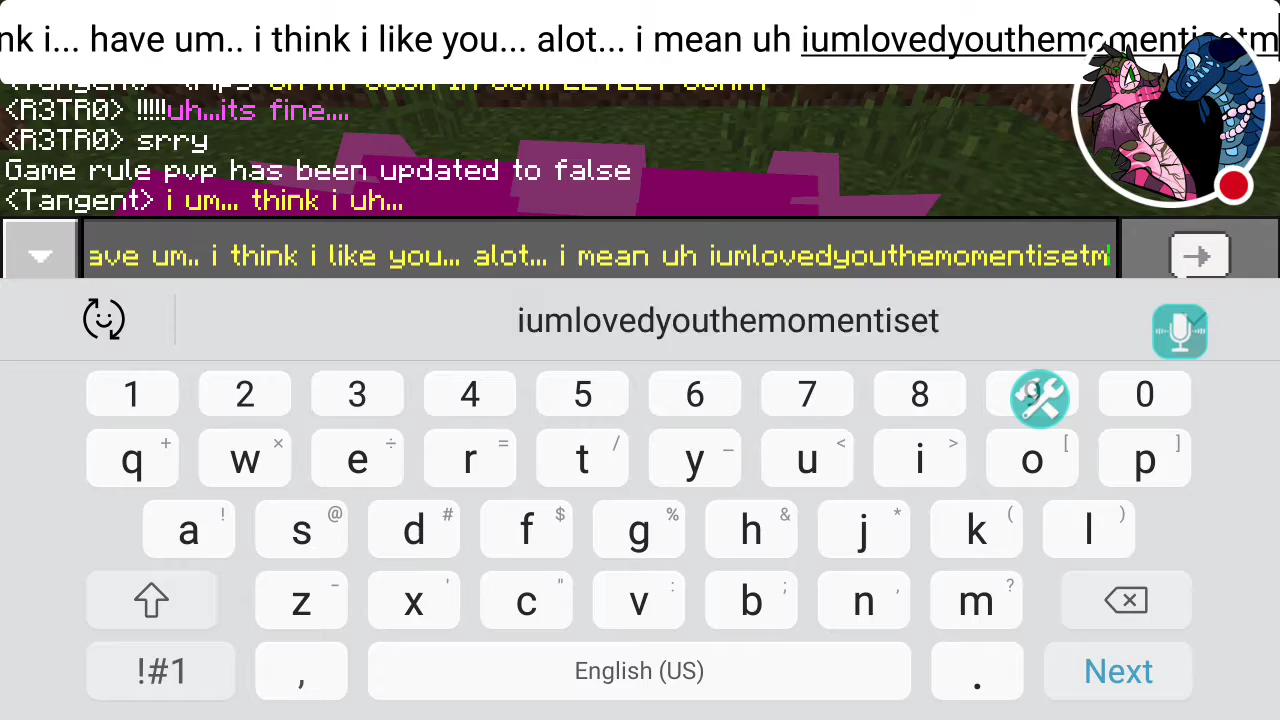 nk i... have um.. i think i like you... alot... i mean uh iumlovedyouthemomentisetm
<R3TR0> !!!!!uh...its fine....
<R3TR0> srry
Game rule pvp has been updated to false
<Tangent> i um... think i uh...
ave um.. i think i like you... alot... i mean uh iumlovedyouthemomentisetm
iumlovedyouthemomentiset
1 2 3 4 5 6 7 8 9 0
q + w × e ÷ r = t / y _ u < i > o [ p ]
a ! s @ d # f $ g % h & j * k ( l )
z - x ' c " v : b ; n , m ?
!#1 , English (US) . Next